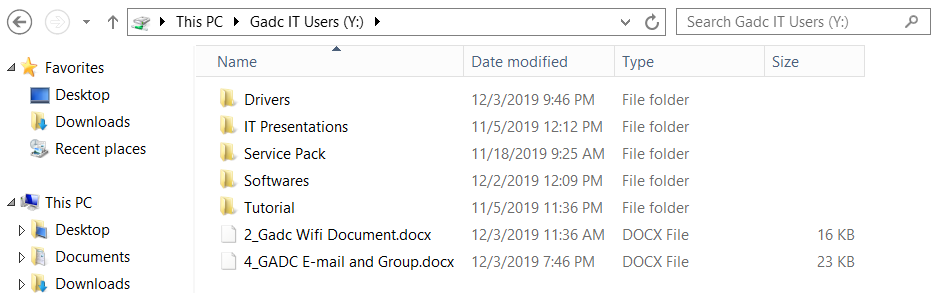 This PC Gadc IT Users (Y:) Search Gadc IT Users (Y:)
Favorites
Desktop
Downloads
Recent places
This PC
Desktop
Documents
Downloads
Name Date modified Type Size
Drivers 12/3/2019 9:46 PM File folder
IT Presentations 11/5/2019 12:12 PM File folder
Service Pack 11/18/2019 9:25 AM File folder
Softwares 12/2/2019 12:09 PM File folder
Tutorial 11/5/2019 11:36 PM File folder
2_Gadc Wifi Document.docx 12/3/2019 11:36 AM DOCX File 16 KB
4_GADC E-mail and Group.docx 12/3/2019 7:46 PM DOCX File 23 KB